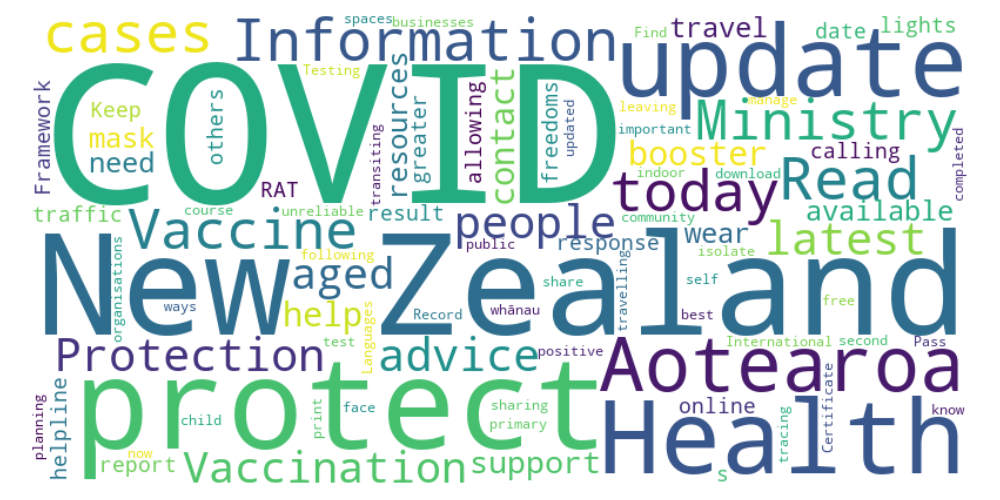 spaces
businesses
cases
Information
Find
travel
date
lights
update
COVID
Testing
Framework
Keep
others
resources
greater
transiting
allowing
contact
freedoms
updated
leaving
manage
important
Ministry
mask
need
RAT
booster
calling
completed
indoor
download
today
Read
traffic
course
unreliable
result
people
community
available
Vaccine
public
response
wear
isolate
latest
organisations
following
aged
New Zealand
ways
help
Languages
Record
share
whānau
travelling
self
best
free
test
Protection
advice
positive
International
second
Pass
Aotearoa
planning
helpline
protect
child
print
face
sharing
primary
online
tracing
Certificate
know
Health
now
report
Vaccination
support
s